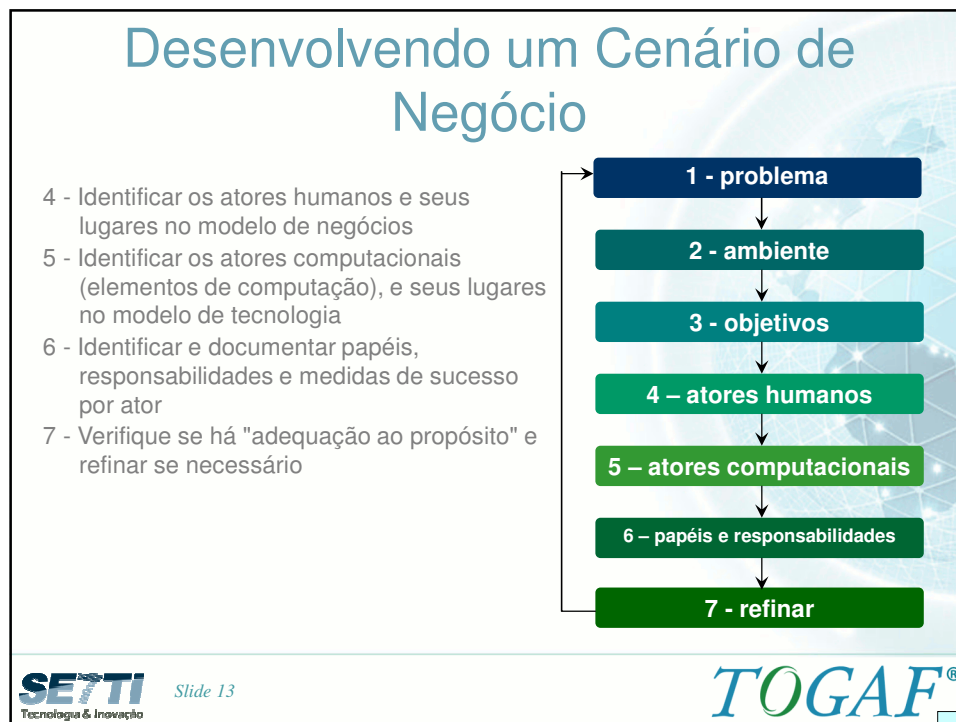 Desenvolvendo um Cenário de
Negócio
4 - Identificar os atores humanos e seus
lugares no modelo de negócios
5 - Identificar os atores computacionais
(elementos de computação), e seus lugares
no modelo de tecnologia
6 - Identificar e documentar papéis,
responsabilidades e medidas de sucesso
por ator
7 - Verifique se há "adequação ao propósito" e
refinar se necessário
1 - problema
2 - ambiente
3 - objetivos
4 – atores humanos
5 – atores computacionais
6 – papéis e responsabilidades
7 - refinar
SETTI
Tecnologia & Inovação
Slide 13
TOGAF®